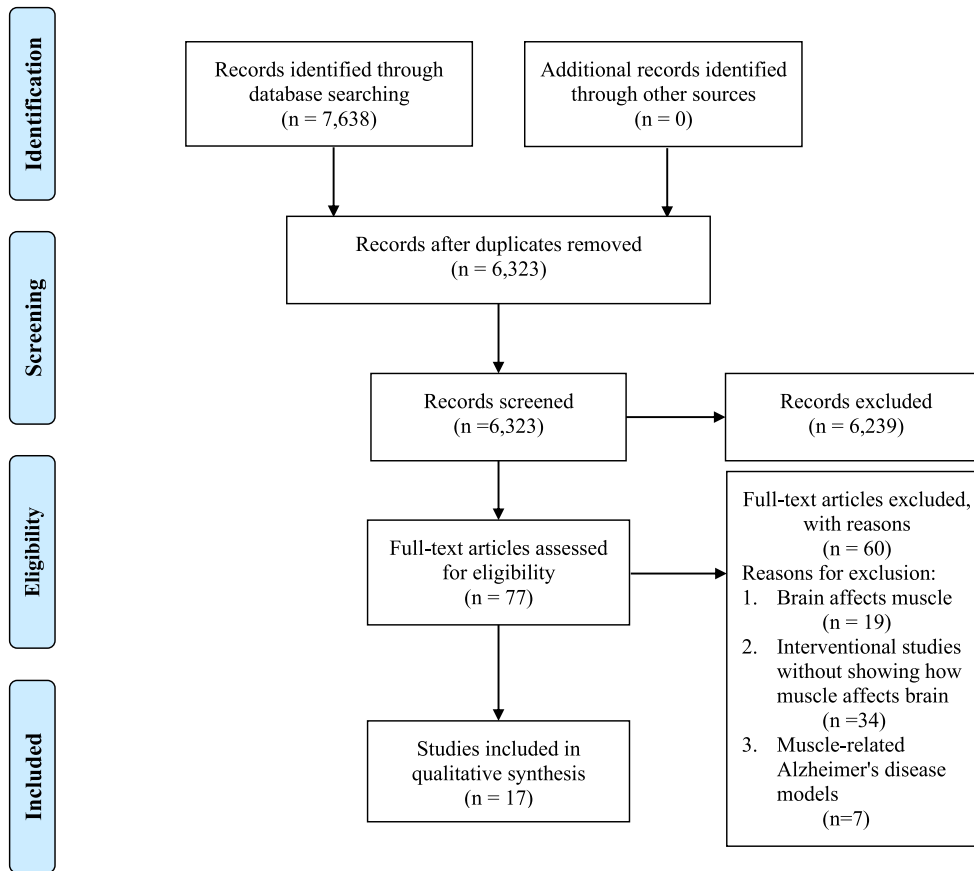 Identification
Records identified through
database searching
(n = 7,638)
Additional records identified
through other sources
(n = 0)
Screening
Records after duplicates removed
(n = 6,323)
Records screened
(n =6,323)
Records excluded
(n = 6,239)
Eligibility
Full-text articles assessed
for eligibility
(n = 77)
Full-text articles excluded,
with reasons
(n = 60)
Reasons for exclusion:
1. Brain affects muscle
(n = 19)
2. Interventional studies
without showing how
muscle affects brain
(n =34)
3. Muscle-related
Alzheimer's disease
models
(n=7)
Included
Studies included in
qualitative synthesis
(n = 17)